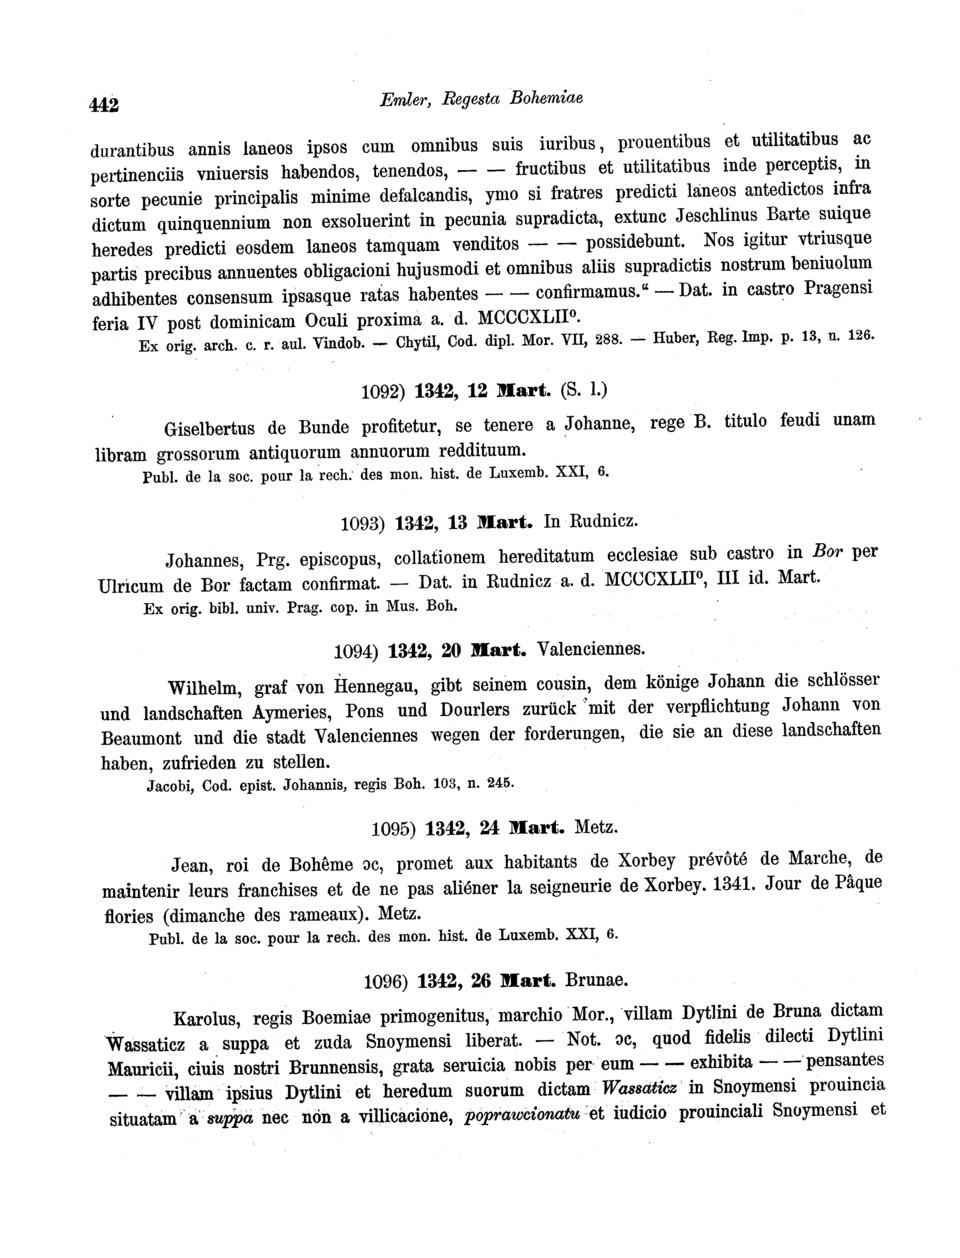 442
Emler, Regesta Bohemiae
durantibus annis laneos ipsos cum omnibus suis iuribus, prouentibus et utilitatibus ac
pertinenciis vniuersis habendos, tenendos, — — fructibus et utilitatibus inde perceptis, in
sorte pecunie principalis minime defalcandis, ymo si fratres predicti laneos antedictos infra
dictum quinquennium non exsoluerint in pecunia supradicta, extunc Jeschlinus Barte suique
heredes predicti eosdem laneos tamquam venditos — — possidebunt. Nos igitur vtriusque
partis precibus annuentes obligacioni hujusmodi et omnibus aliis supradictis nostrum beniuolum
adhibentes consensum ipsasque ratas habentes — — confirmamus.“ — Dat. in castro Pragensi
feria IV post dominicam Oculi proxima a. d. MCCCXLII⁰.
Ex orig. arch. c. r. aul. Vindob. — Chytil, Cod. dipl. Mor. VII, 288. — Huber, Reg. Imp. p. 13, n. 126.
1092) 1342, 12 Mart. (S. l.)
Giselbertus de Bunde profitetur, se tenere a Johanne, rege B. titulo feudi unam
libram grossorum antiquorum annuorum reddituum.
Publ. de la soc. pour la rech. des mon. hist. de Luxemb. XXI, 6.
1093) 1342, 13 Mart. In Rudnicz.
Johannes, Prg. episcopus, collationem hereditatum ecclesiae sub castro in Bor per
Ulricum de Bor factam confirmat. — Dat. in Rudnicz a. d. MCCCXLII⁰, III id. Mart.
Ex orig. bibl. univ. Prag. cop. in Mus. Boh.
1094) 1342, 20 Mart. Valenciennes.
Wilhelm, graf von Hennegau, gibt seinem cousin, dem könige Johann die schlösser
und landschaften Aymeries, Pons und Dourlers zurück mit der verpflichtung Johann von
Beaumont und die stadt Valenciennes wegen der forderungen, die sie an diese landschaften
haben, zufrieden zu stellen.
Jacobi, Cod. epist. Johannis, regis Boh. 103, n. 245.
1095) 1342, 24 Mart. Metz.
Jean, roi de Bohême ɔc, promet aux habitants de Xorbey prévôté de Marche, de
maintenir leurs franchises et de ne pas aliéner la seigneurie de Xorbey. 1341. Jour de Pâque
flories (dimanche des rameaux). Metz.
Publ. de la soc. pour la rech. des mon. hist. de Luxemb. XXI, 6.
1096) 1342, 26 Mart. Brunae.
Karolus, regis Boemiae primogenitus, marchio Mor., villam Dytlini de Bruna dictam
Wassaticz a suppa et zuda Snoymensi liberat. — Not. ɔc, quod fidelis dilecti Dytlini
Mauricii, ciuis nostri Brunnensis, grata seruicia nobis per eum — — exhibita — — pensantes
— — villam ipsius Dytlini et heredum suorum dictam Wassaticz in Snoymensi prouincia
situatam a suppa nec non a villicacione, poprawcionatu et iudicio prouinciali Snoymensi et